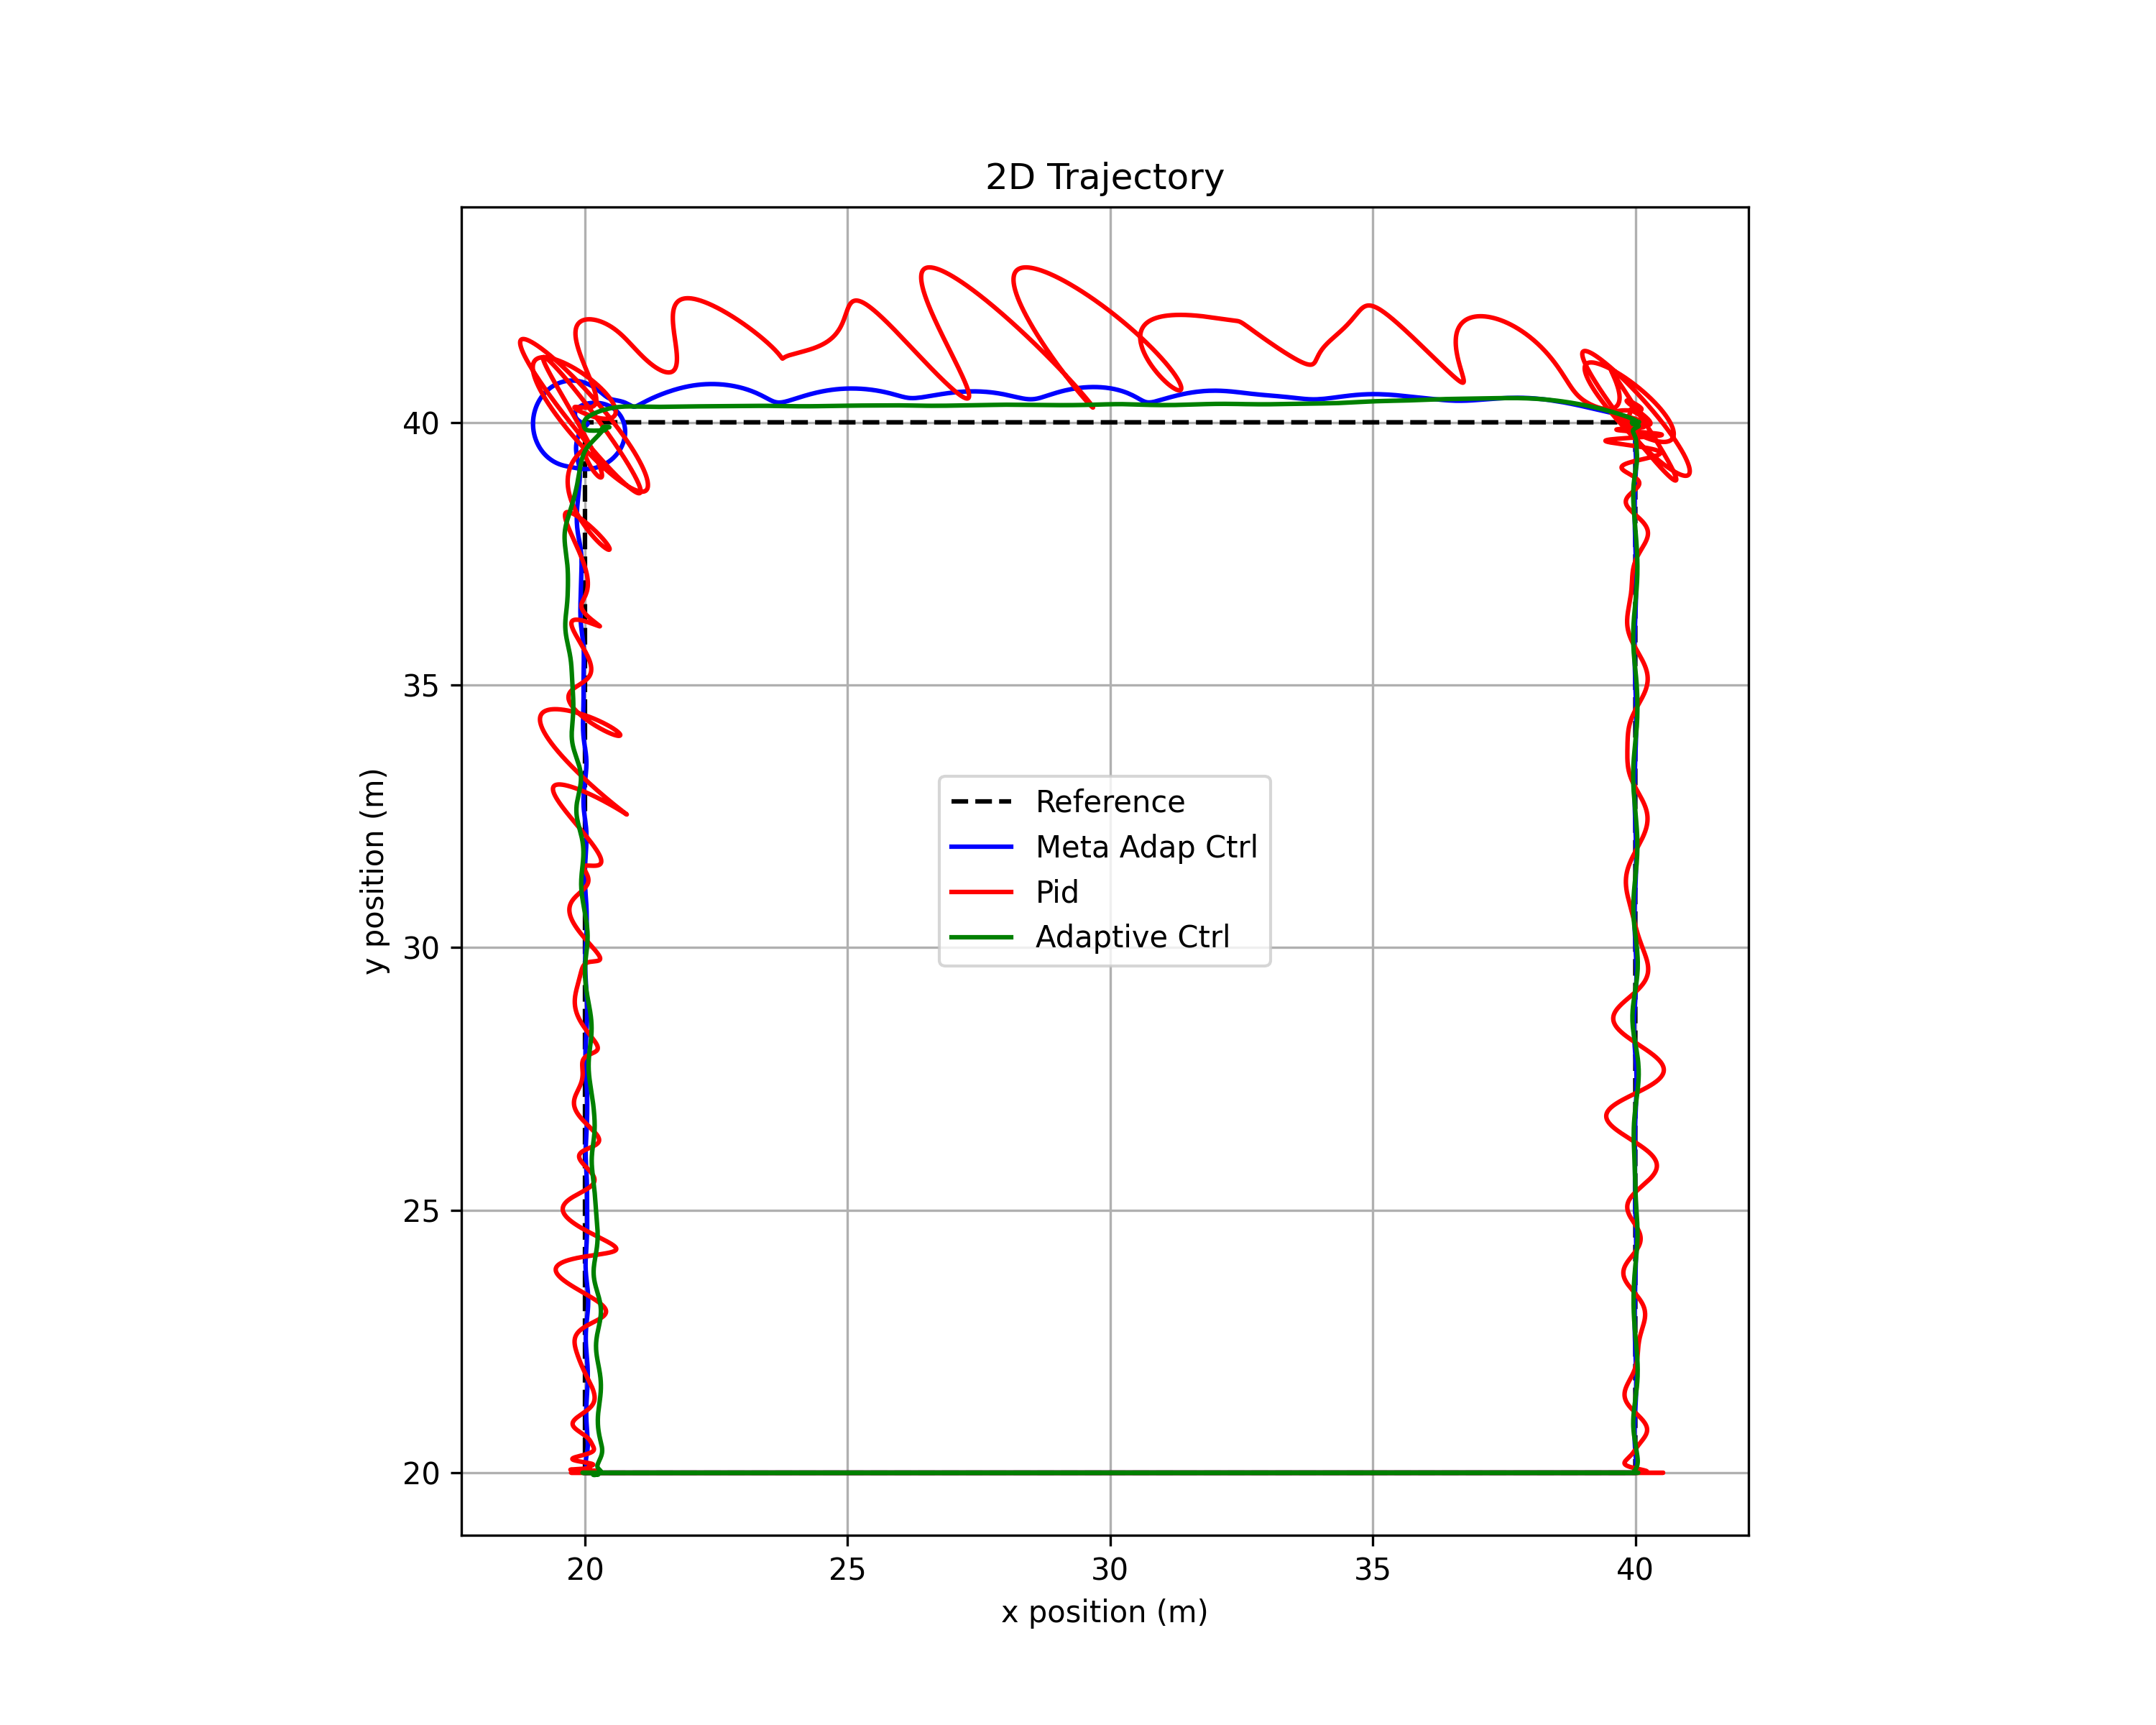 2D Trajectory
y position (m)
40
35
30
25
20
Reference
Meta Adap Ctrl
Pid
Adaptive Ctrl
20 25 30 35 40
x position (m)